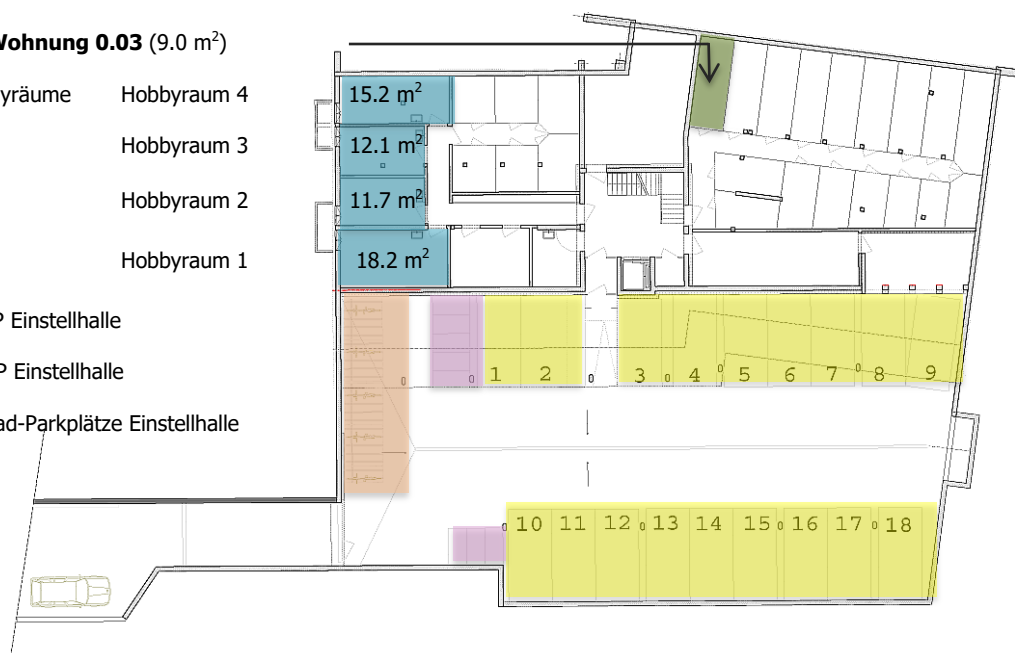 Wohnung 0.03 (9.0 m²)
yräume Hobbyraum 4 15.2 m²
Hobbyraum 3 12.1 m²
Hobbyraum 2 11.7 m²
Hobbyraum 1 18.2 m²
P Einstellhalle
P Einstellhalle
ad-Parkplätze Einstellhalle
1 2 3 4 5 6 7 8 9
10 11 12 13 14 15 16 17 18